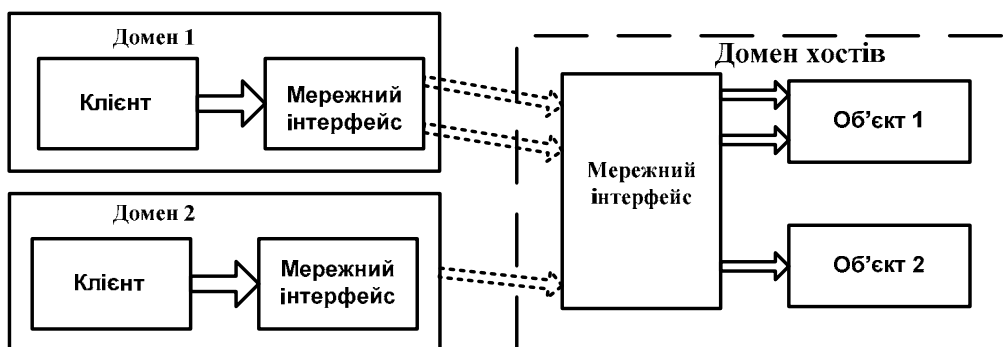 Домен 1
Клієнт
Мережний
інтерфейс
Домен 2
Клієнт
Мережний
інтерфейс
Домен хостів
Мережний
інтерфейс
Об’єкт 1
Об’єкт 2